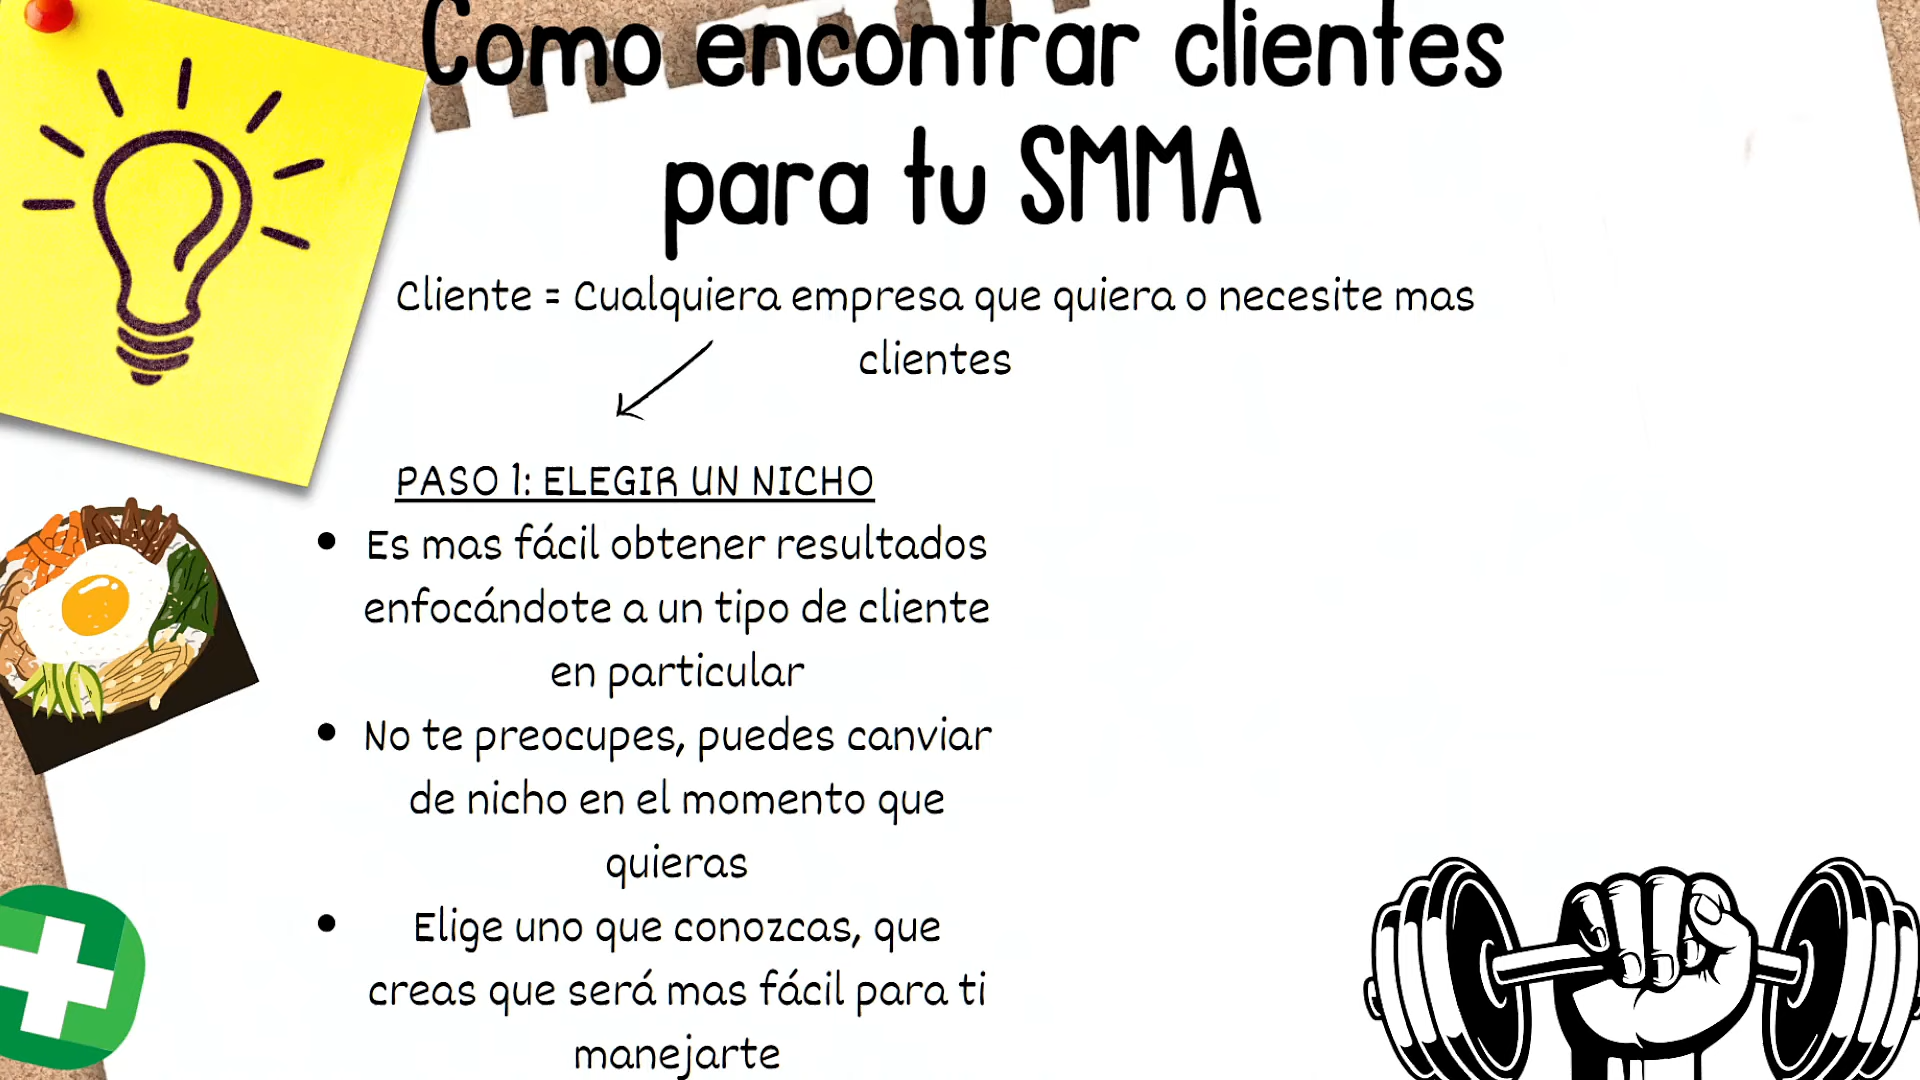 Como encontrar clientes
para tu SMMA
Cliente = Cualquiera empresa que quiera o necesite mas
clientes
PASO 1: ELEGIR UN NICHO
• Es mas fácil obtener resultados
enfocándote a un tipo de cliente
en particular
• No te preocupes, puedes canviar
de nicho en el momento que
quieras
• Elige uno que conozcas, que
creas que será mas fácil para ti
manejarte